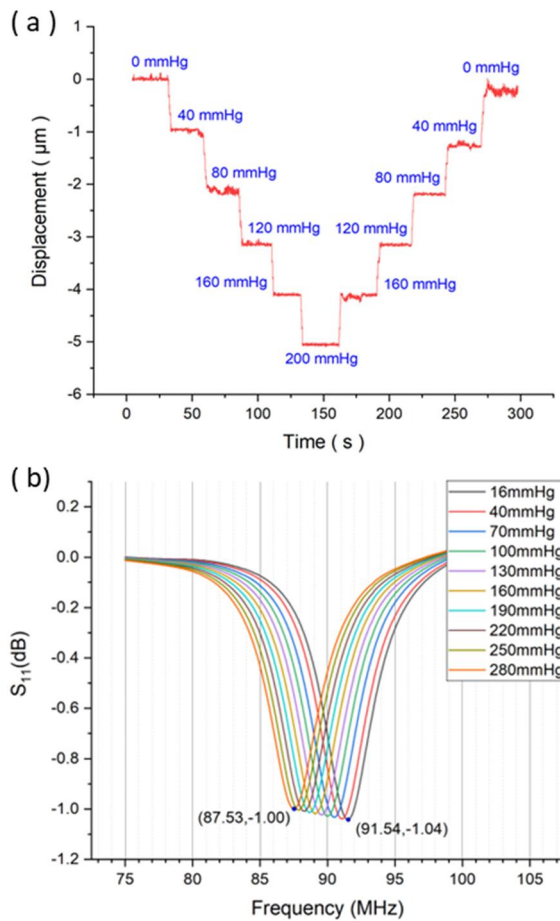 ( a )
1
0
-1
-2
-3
-4
-5
-6
Displacement ( μm )
0 mmHg
0 mmHg
40 mmHg
40 mmHg
80 mmHg
80 mmHg
120 mmHg
120 mmHg
160 mmHg
160 mmHg
200 mmHg
0 50 100 150 200 250 300
Time ( s )
( b )
0.2
0.0
-0.2
-0.4
-0.6
-0.8
-1.0
-1.2
S₁₁(dB)
16mmHg
40mmHg
70mmHg
100mmHg
130mmHg
160mmHg
190mmHg
220mmHg
250mmHg
280mmHg
(87.53,-1.00)
(91.54,-1.04)
75 80 85 90 95 100 105
Frequency (MHz)